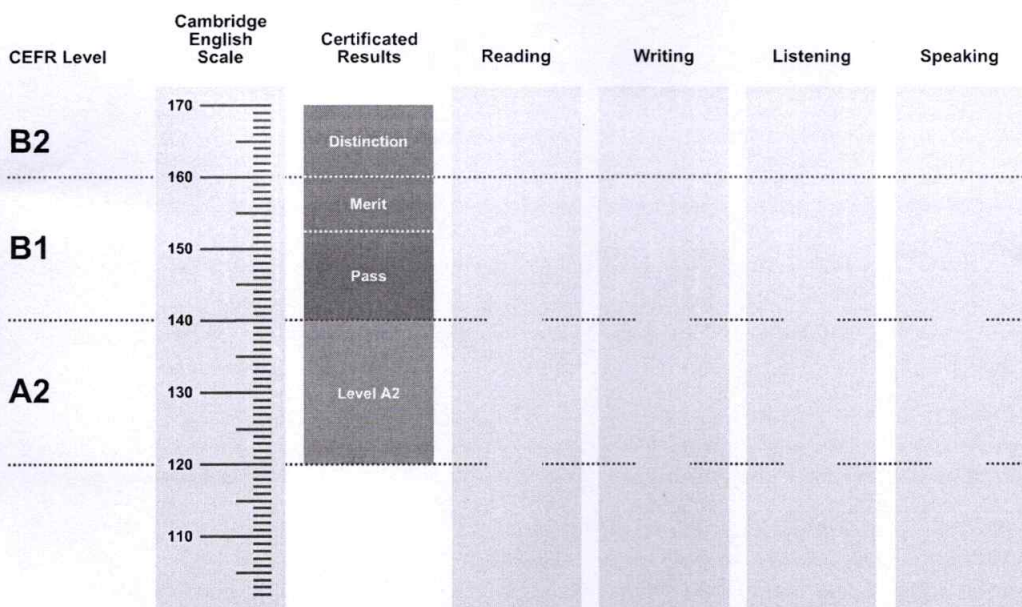 CEFR Level
Cambridge
English
Scale
Certificated
Results
Reading
Writing
Listening
Speaking
B2
B1
A2
170
160
150
140
130
120
110
Distinction
Merit
Pass
Level A2